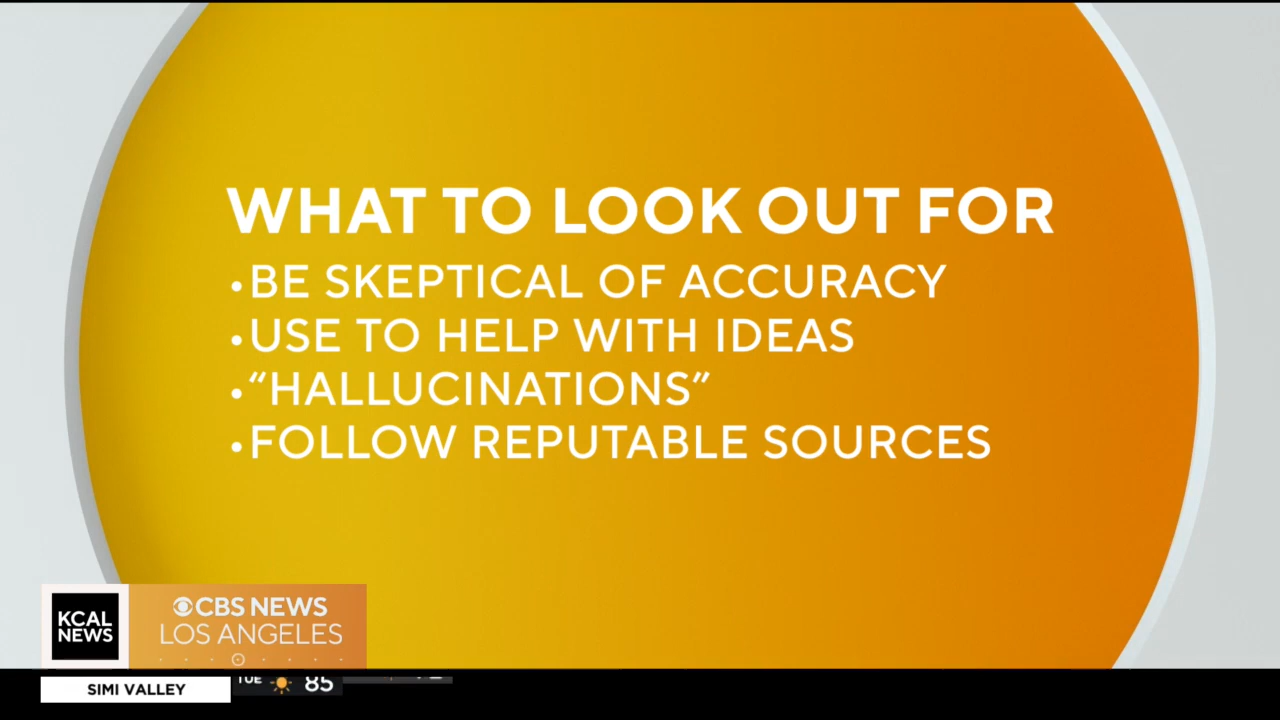 WHAT TO LOOK OUT FOR
•BE SKEPTICAL OF ACCURACY
•USE TO HELP WITH IDEAS
•“HALLUCINATIONS”
•FOLLOW REPUTABLE SOURCES
KCAL
NEWS
CBS NEWS
LOS ANGELES
SIMI VALLEY
TUE
85